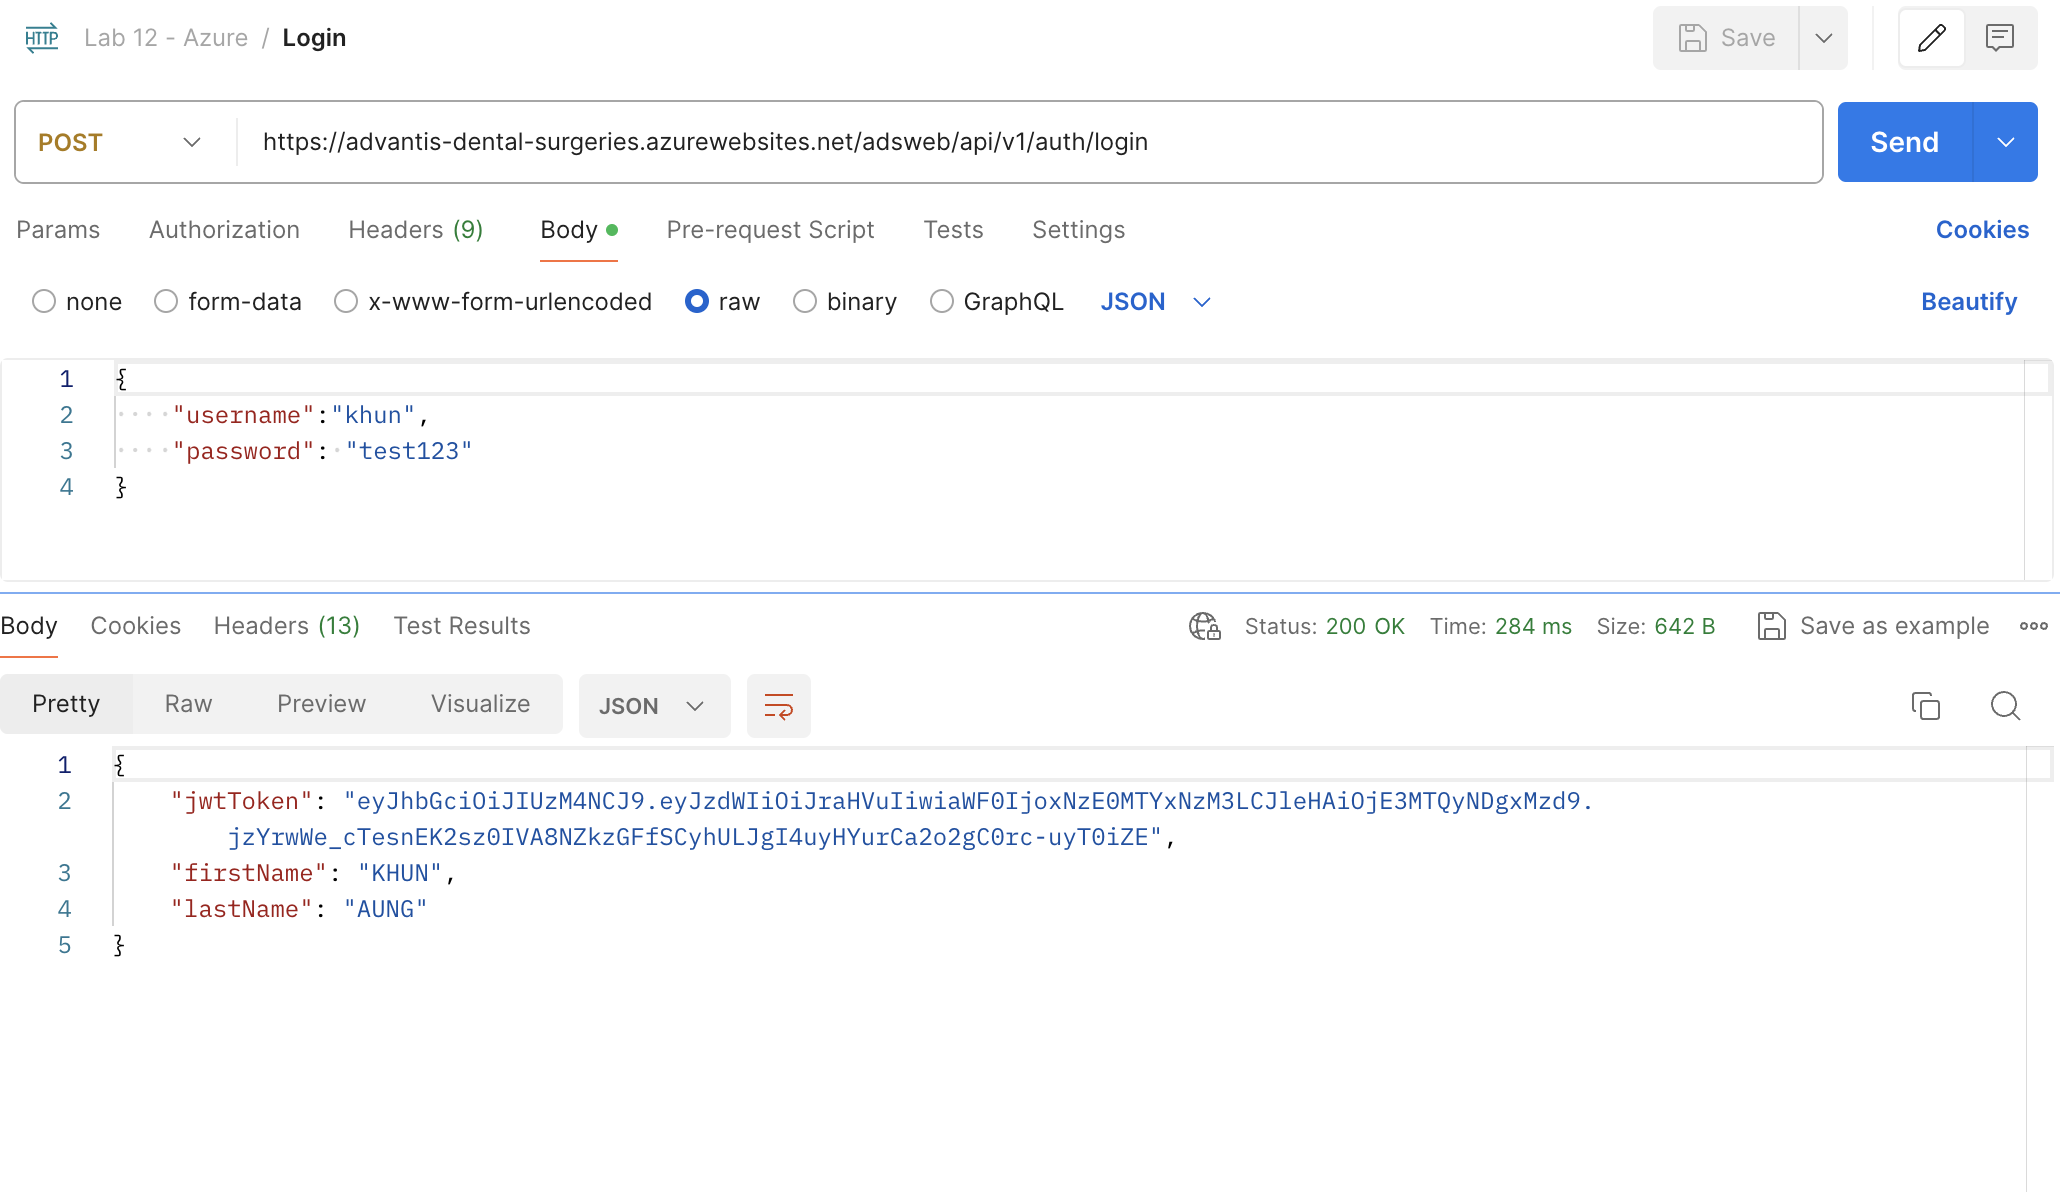 HTTP Lab 12 - Azure / Login Save
POST https://advantis-dental-surgeries.azurewebsites.net/adsweb/api/v1/auth/login Send
Params Authorization Headers (9) Body Pre-request Script Tests Settings Cookies
none form-data x-www-form-urlencoded raw binary GraphQL JSON Beautify
1 {
2 ····"username":"khun",
3 ····"password":·"test123"
4 }
Body Cookies Headers (13) Test Results Status: 200 OK Time: 284 ms Size: 642 B Save as example
Pretty Raw Preview Visualize JSON
1 {
2 "jwtToken": "eyJhbGciOiJIUzM4NCJ9.eyJzdWIiOiJraHVuIiwiaWF0IjoxNzE0MTYxNzM3LCJleHAiOjE3MTQyNDgxMzd9.
jzYrwWe_cTesnEK2sz0IVA8NZkzGFfSCyhULJgI4uyHYurCa2o2gC0rc-uyT0iZE",
3 "firstName": "KHUN",
4 "lastName": "AUNG"
5 }